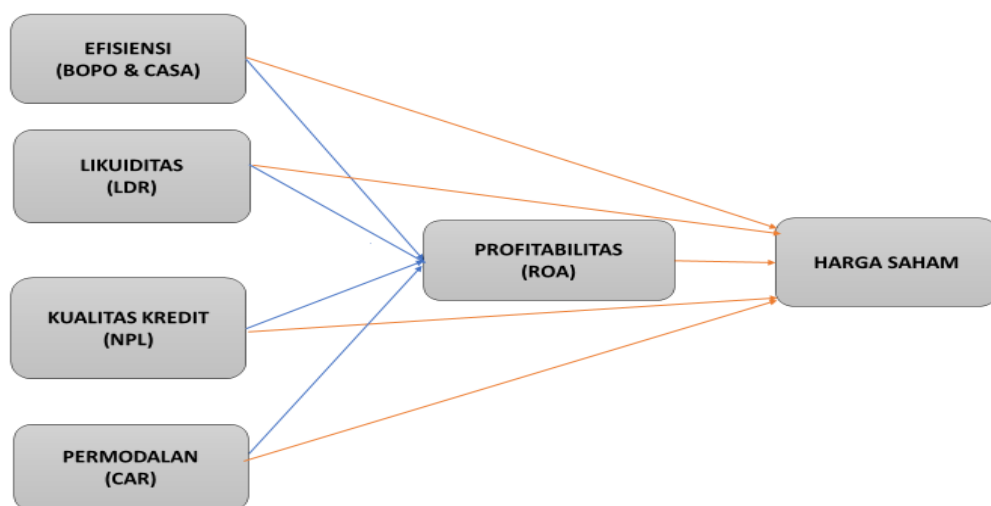 EFISIENSI
(BOPO & CASA)
LIKUIDITAS
(LDR)
PROFITABILITAS
(ROA)
HARGA SAHAM
KUALITAS KREDIT
(NPL)
PERMODALAN
(CAR)